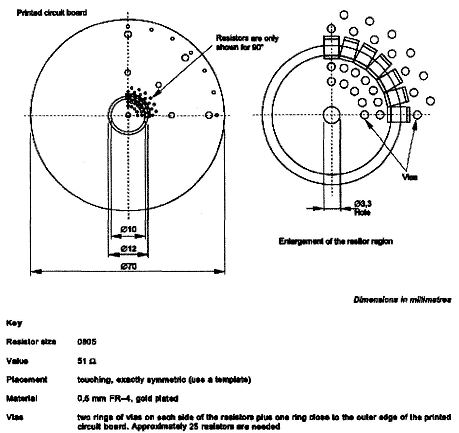 Printed circuit board
Resistors are only
shown for 90°
Vias
Ø3,3
Hole
Ø10
Ø12
Ø70
Enlargement of the resitor region
Dimensions in millimetres
Key
Resistor size 0805
Value 51 Ω
Placement touching, exactly symmetric (use a template)
Material 0,5 mm FR-4, gold plated
Vias two rings of vias on each side of the resistors plus one ring close to the outer edge of the printed
circuit board. Approximately 25 resistors are needed